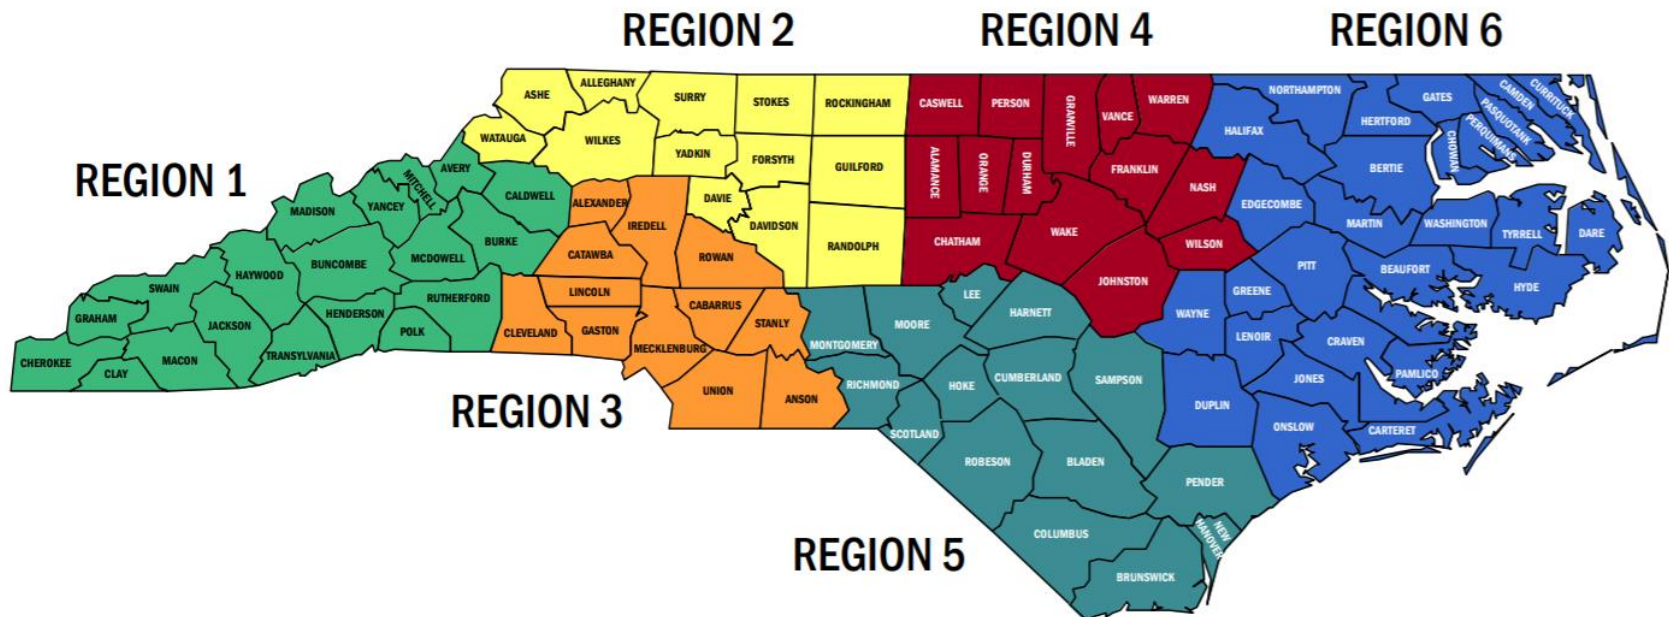 REGION 2
REGION 4
REGION 6
REGION 1
REGION 3
REGION 5
ASHE
ALLEGHANY
SURRY
STOKES
ROCKINGHAM
WATAUGA
WILKES
YADKIN
FORSYTH
GUILFORD
DAVIE
DAVIDSON
RANDOLPH
CASWELL
PERSON
GRANVILLE
VANCE
WARREN
ALAMANCE
ORANGE
DURHAM
FRANKLIN
NASH
CHATHAM
WAKE
WILSON
JOHNSTON
NORTHAMPTON
GATES
CAMDEN
CURRITUCK
PASQUOTANK
PERQUIMANS
HALIFAX
HERTFORD
CHOWAN
BERTIE
EDGECOMBE
MARTIN
WASHINGTON
TYRRELL
DARE
PITT
BEAUFORT
HYDE
GREENE
WAYNE
LENOIR
CRAVEN
PAMLICO
JONES
DUPLIN
ONSLOW
CARTERET
AVERY
MITCHELL
CALDWELL
MADISON
YANCEY
BURKE
MCDOWELL
BUNCOMBE
HAYWOOD
SWAIN
RUTHERFORD
HENDERSON
POLK
GRAHAM
JACKSON
TRANSYLVANIA
CHEROKEE
MACON
CLAY
ALEXANDER
IREDELL
CATAWBA
ROWAN
LINCOLN
CABARRUS
CLEVELAND
GASTON
STANLY
MECKLENBURG
UNION
ANSON
LEE
MOORE
HARNETT
MONTGOMERY
RICHMOND
HOKE
CUMBERLAND
SAMPSON
SCOTLAND
ROBESON
BLADEN
PENDER
COLUMBUS
NEW
HANOVER
BRUNSWICK